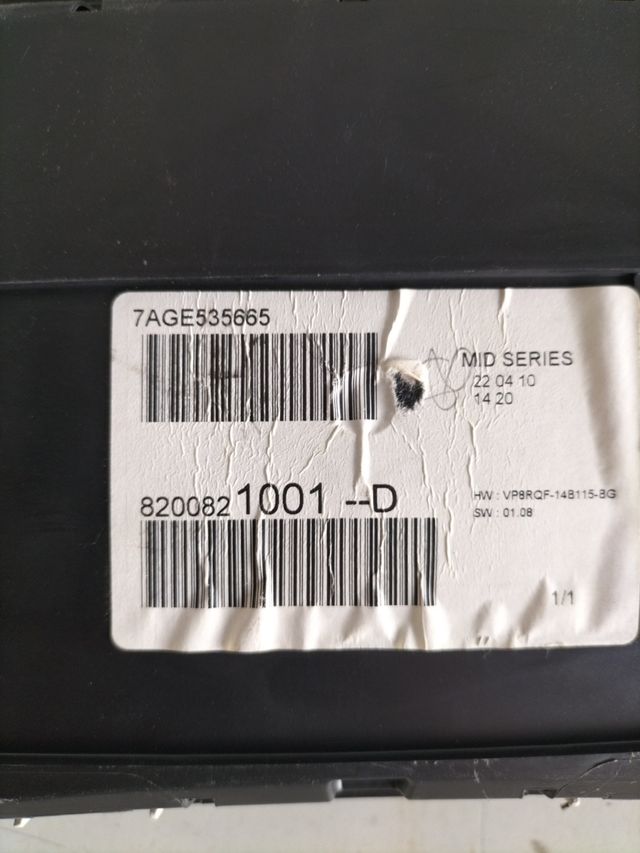 7AGE535665
MID SERIES
22 04 10
14 20
8200821001 --D
HW : VP8RQF-14B115-BG
SW : 01.08
1/1